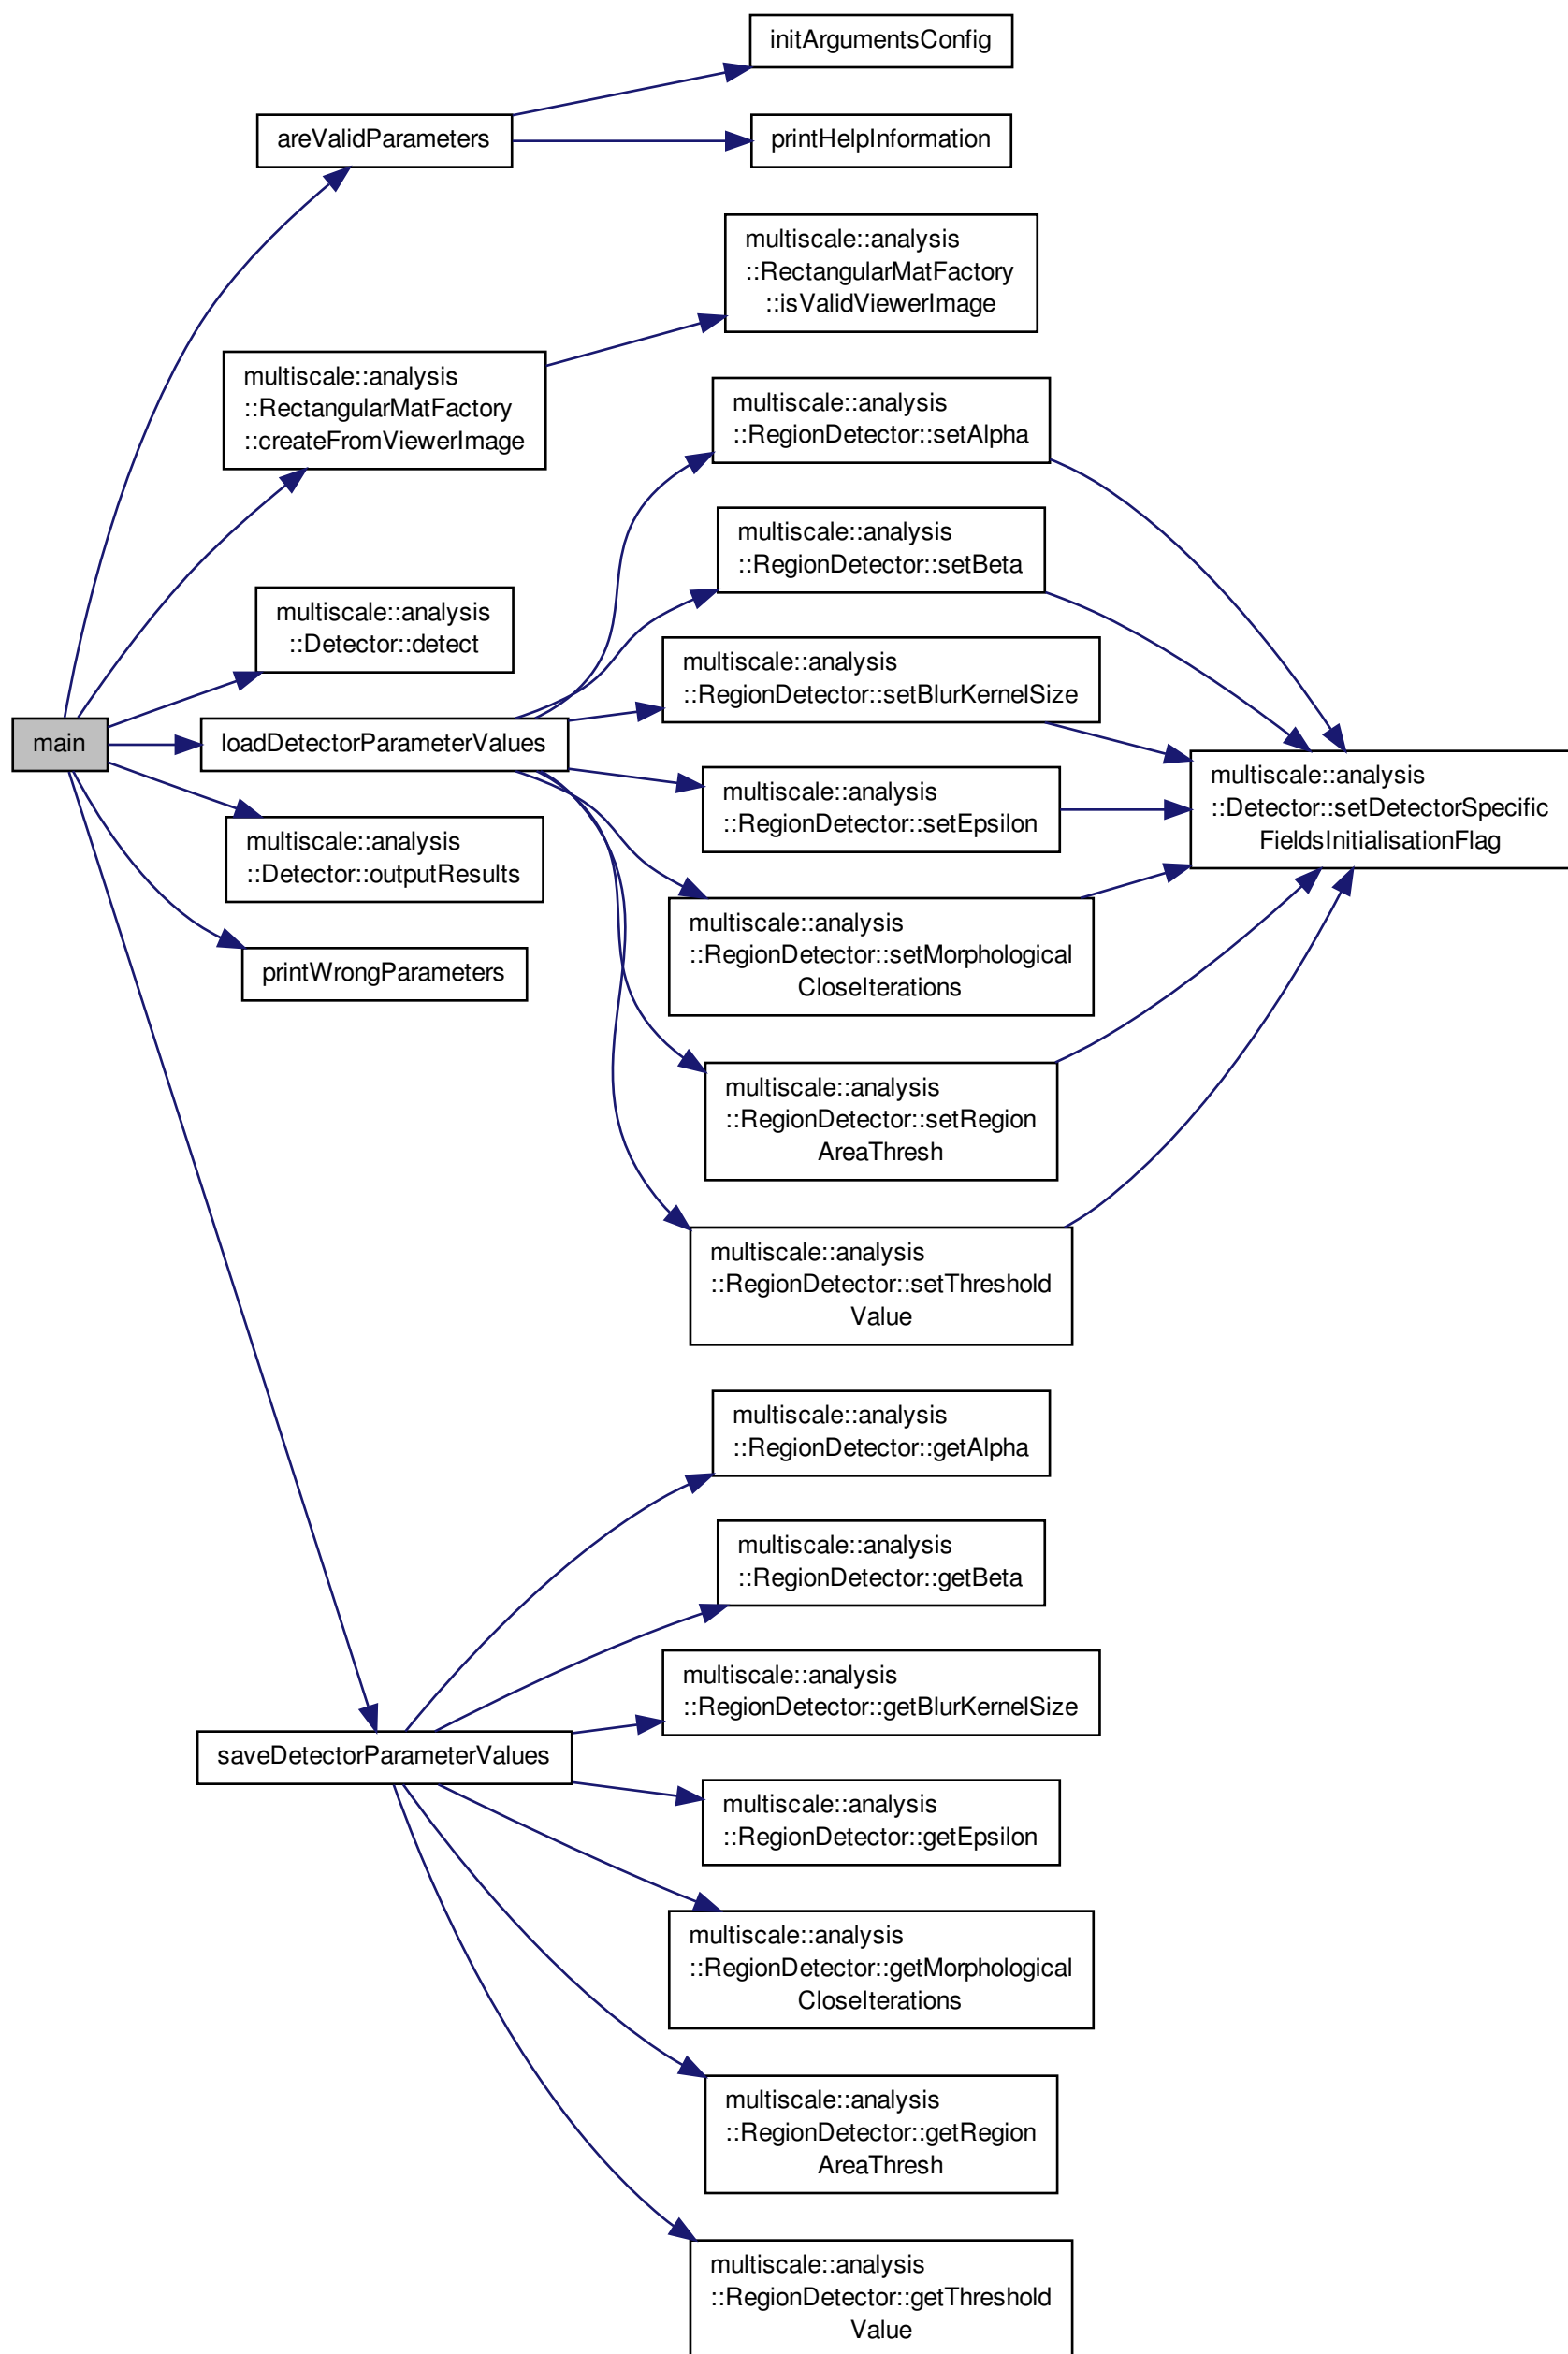 initArgumentsConfig
areValidParameters
printHelpInformation
multiscale::analysis
::RectangularMatFactory
::isValidViewerImage
multiscale::analysis
::RectangularMatFactory
::createFromViewerImage
multiscale::analysis
::RegionDetector::setAlpha
multiscale::analysis
::RegionDetector::setBeta
multiscale::analysis
::Detector::detect
multiscale::analysis
::RegionDetector::setBlurKernelSize
main
loadDetectorParameterValues
multiscale::analysis
::RegionDetector::setEpsilon
multiscale::analysis
::Detector::setDetectorSpecific
FieldsInitialisationFlag
multiscale::analysis
::Detector::outputResults
multiscale::analysis
::RegionDetector::setMorphological
CloseIterations
printWrongParameters
multiscale::analysis
::RegionDetector::setRegion
AreaThresh
multiscale::analysis
::RegionDetector::setThreshold
Value
multiscale::analysis
::RegionDetector::getAlpha
multiscale::analysis
::RegionDetector::getBeta
multiscale::analysis
::RegionDetector::getBlurKernelSize
saveDetectorParameterValues
multiscale::analysis
::RegionDetector::getEpsilon
multiscale::analysis
::RegionDetector::getMorphological
CloseIterations
multiscale::analysis
::RegionDetector::getRegion
AreaThresh
multiscale::analysis
::RegionDetector::getThreshold
Value